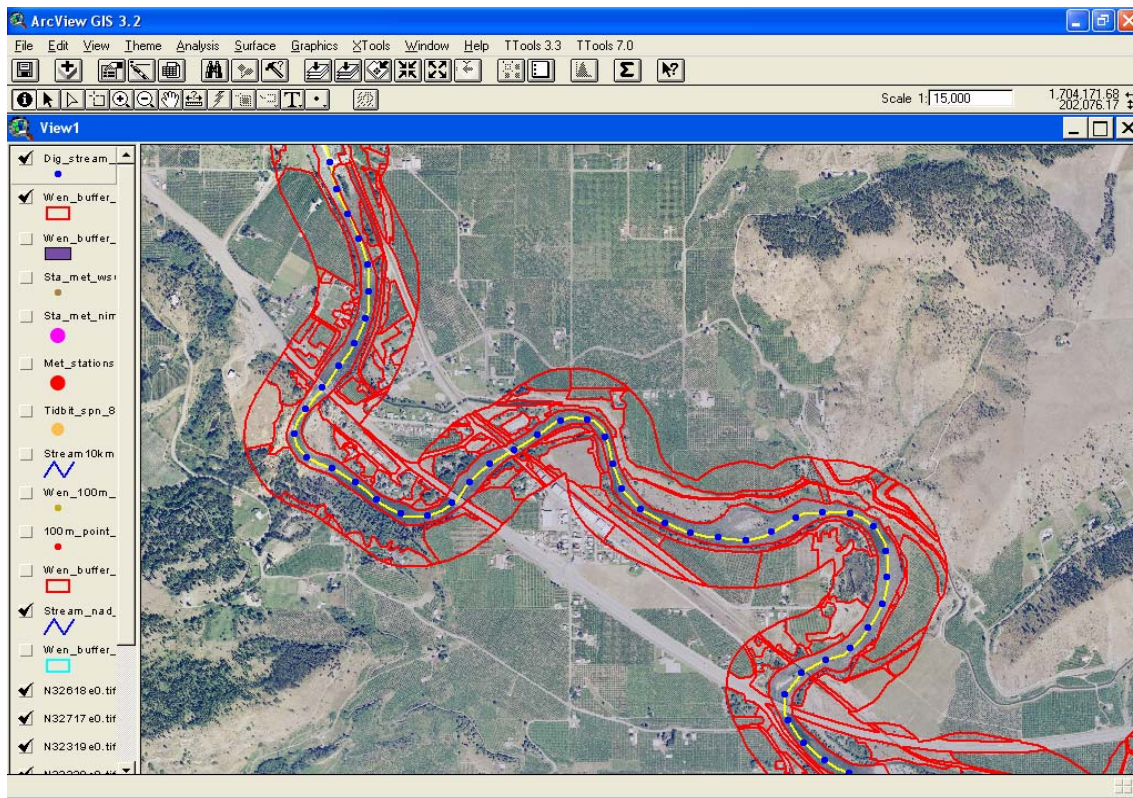 ArcView GIS 3.2
File Edit View Theme Analysis Surface Graphics XTools Window Help TTools 3.3 TTools 7.0
Scale 1: 15,000
1,704,171.68
202,076.17
View1
Dig_stream_
Wen_buffer_
Wen_buffer_
Sta_met_wsu
Sta_met_nim
Met_stations
Tidbit_spn_8
Stream10km
Wen_100m_
100m_point_
Wen_buffer_
Stream_nad_
Wen_buffer_
N32618e0.tif
N32717e0.tif
N32319e0.tif